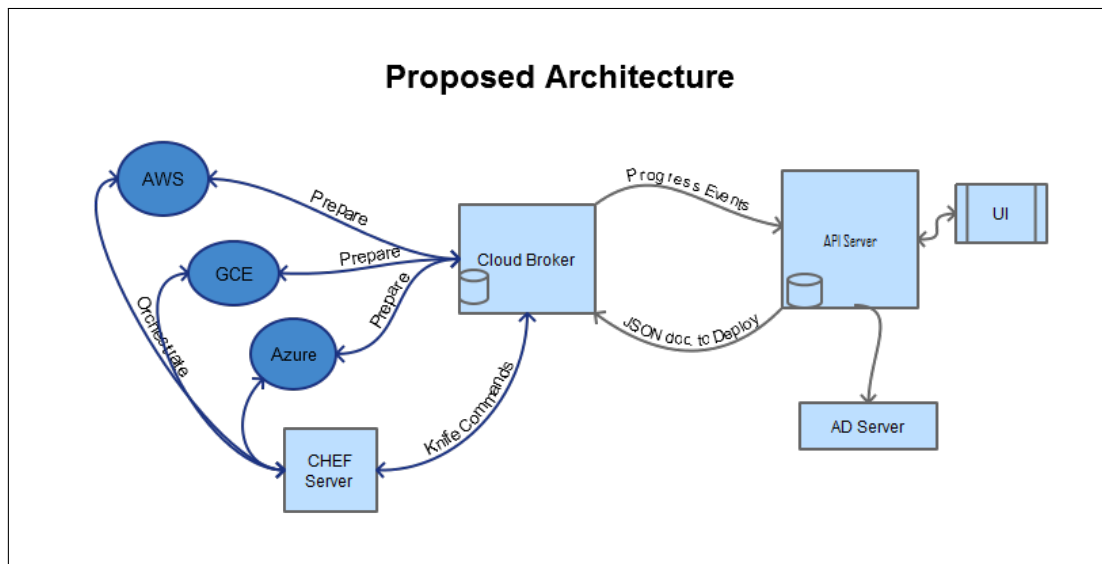 Proposed Architecture
AWS
Prepare
Progress Events
UI
API Server
GCE
Prepare
Cloud Broker
Orchestrate
Prepare
JSON doc. to Deploy
Azure
Knife Commands
AD Server
CHEF
Server